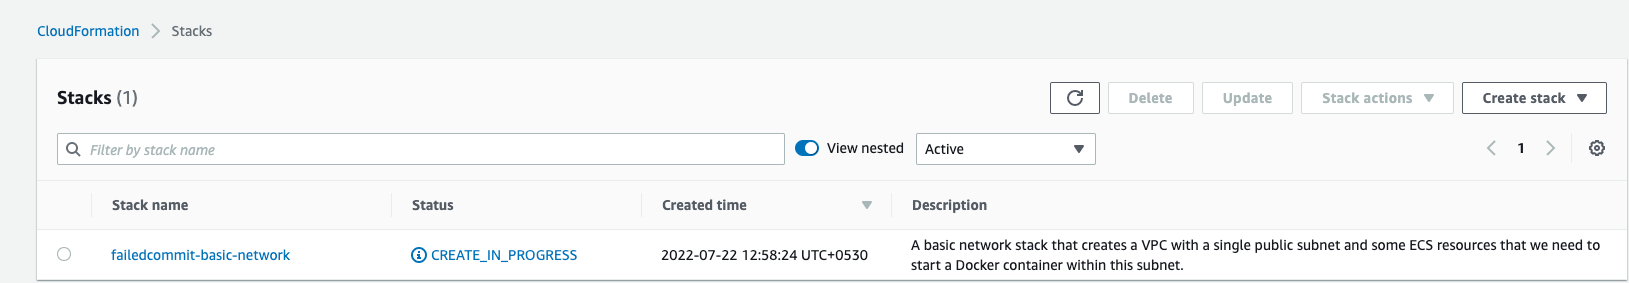 CloudFormation > Stacks
Stacks (1)
Delete
Update
Stack actions
Create stack
Filter by stack name
View nested
Active
1
Stack name Status Created time Description
failedcommit-basic-network CREATE_IN_PROGRESS 2022-07-22 12:58:24 UTC+0530 A basic network stack that creates a VPC with a single public subnet and some ECS resources that we need to
start a Docker container within this subnet.